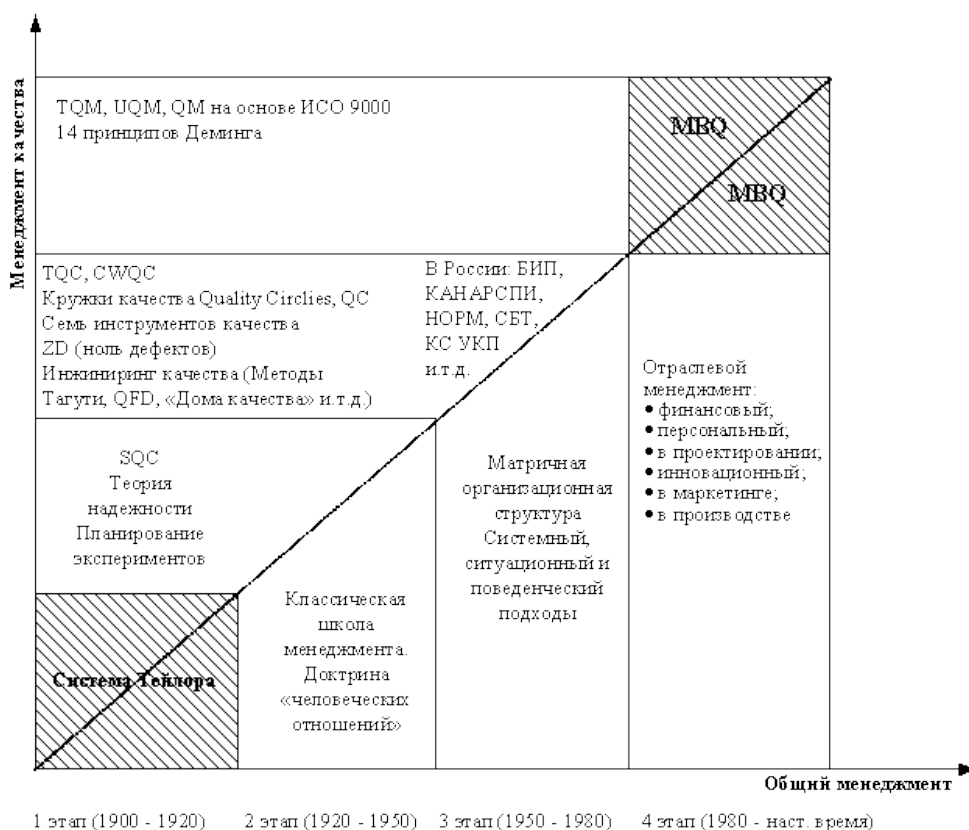 Менеджмент качества
TQM, UQM, QM на основе ИСО 9000
14 принципов Деминга
MBQ
MBQ
TQC, CWQC
Кружки качества Quality Circlies, QC
Семь инструментов качества
ZD (ноль дефектов)
Инжиниринг качества (Методы
Тагути, QFD, «Дома качества» и.т.д.)
В России: БИП,
КАНАРСПИ,
НОРМ, СБТ,
КС УКП
и.т.д.
Отраслевой
менеджмент:
• финансовый;
• персональный;
• в проектировании;
• инновационный;
• в маркетинге;
• в производстве
SQC
Теория
надежности
Планирование
экспериментов
Матричная
организационная
структура
Системный,
ситуационный и
поведенческий
подходы
Классическая
школа
менеджмента.
Доктрина
«человеческих
отношений»
Система Тейлора
Общий менеджмент
1 этап (1900 - 1920)
2 этап (1920 - 1950)
3 этап (1950 - 1980)
4 этап (1980 - наст. время)